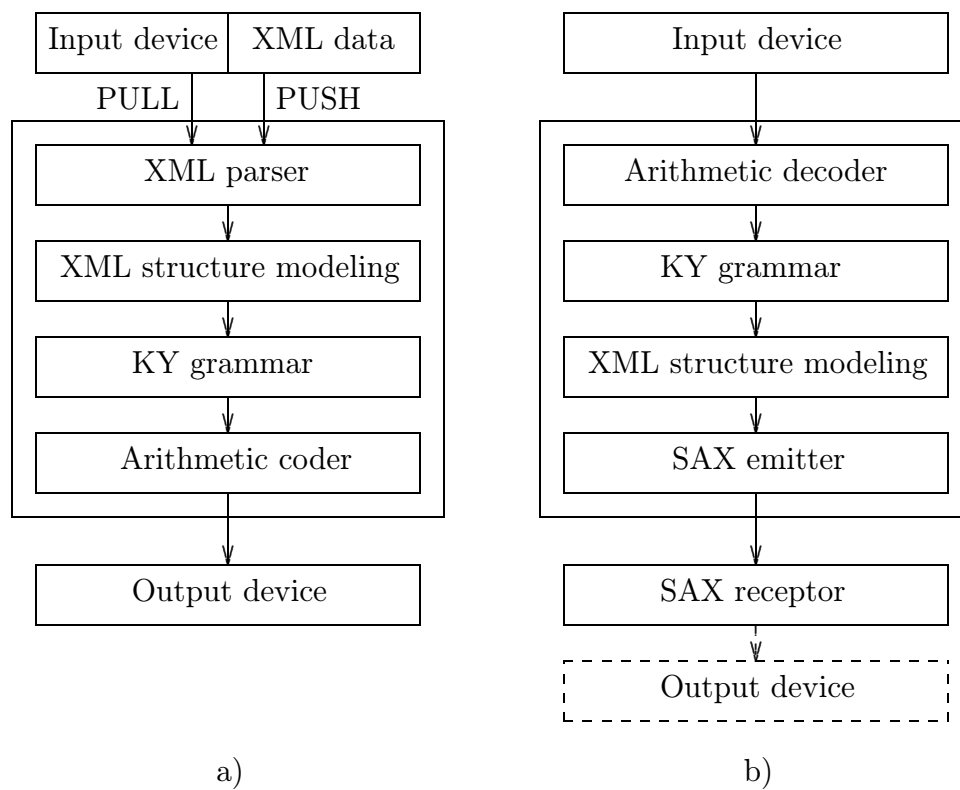 Input device
XML data
PULL
PUSH
XML parser
XML structure modeling
KY grammar
Arithmetic coder
Output device
a)
Input device
Arithmetic decoder
KY grammar
XML structure modeling
SAX emitter
SAX receptor
Output device
b)